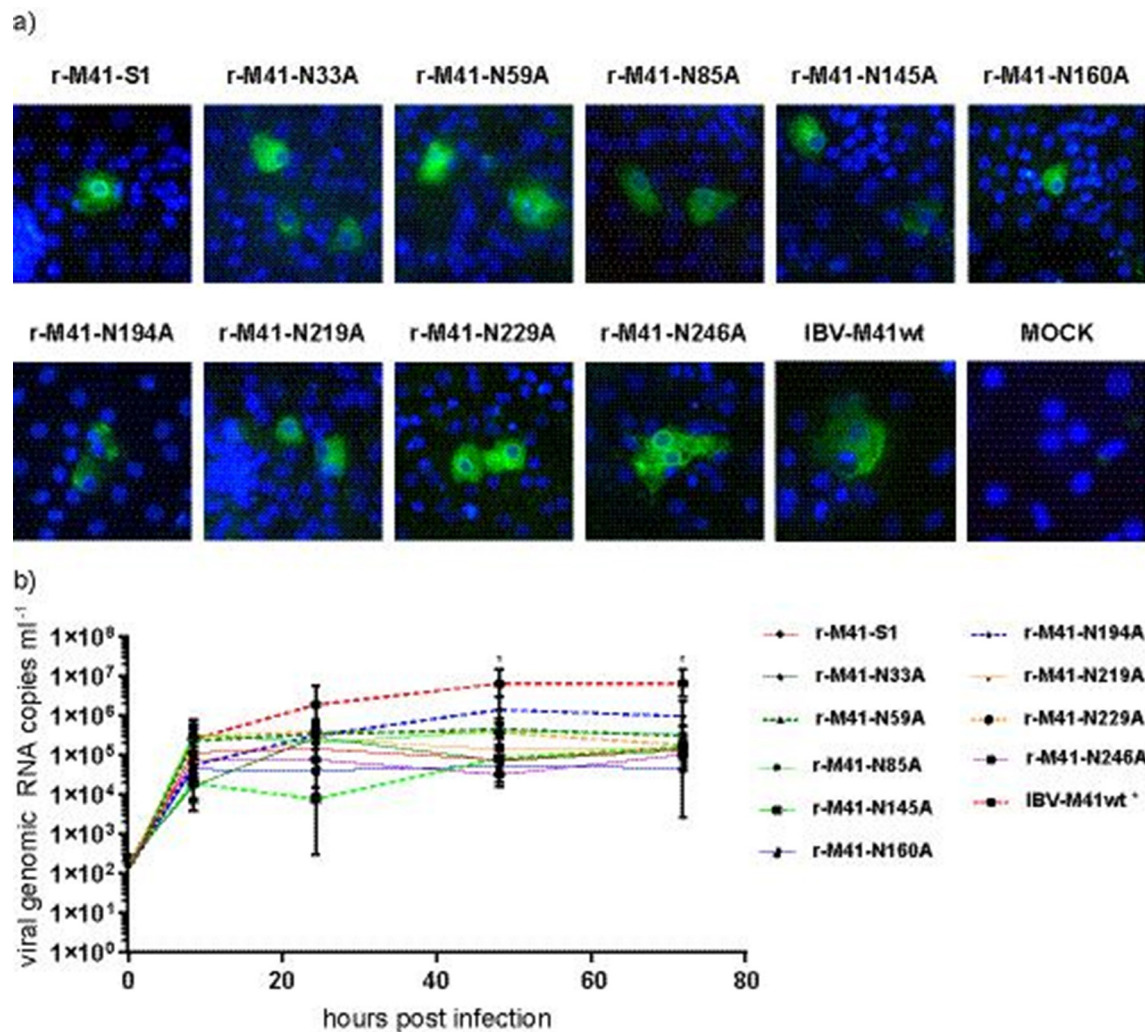 a)
r-M41-S1 r-M41-N33A r-M41-N59A r-M41-N85A r-M41-N145A r-M41-N160A
r-M41-N194A r-M41-N219A r-M41-N229A r-M41-N246A IBV-M41wt MOCK
b)
viral genomic RNA copies ml⁻¹
1×10⁸
1×10⁷
1×10⁶
1×10⁵
1×10⁴
1×10³
1×10²
1×10¹
1×10⁰
0 20 40 60 80
hours post infection
r-M41-S1
r-M41-N33A
r-M41-N59A
r-M41-N85A
r-M41-N145A
r-M41-N160A
r-M41-N194A
r-M41-N219A
r-M41-N229A
r-M41-N246A
IBV-M41wt *